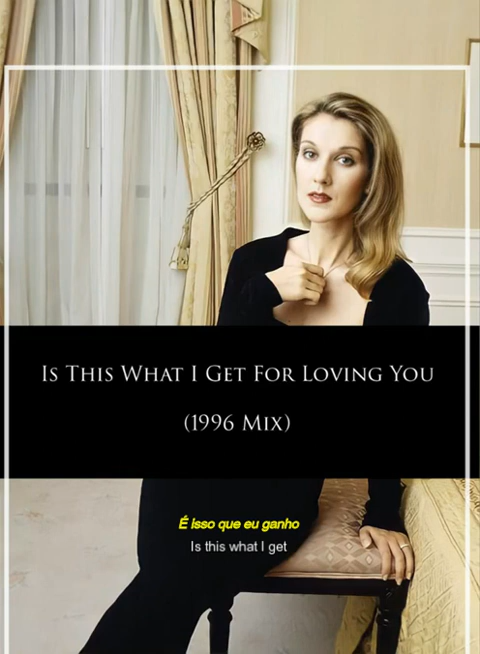 Is This What I Get For Loving You
(1996 Mix)
É isso que eu ganho
Is this what I get